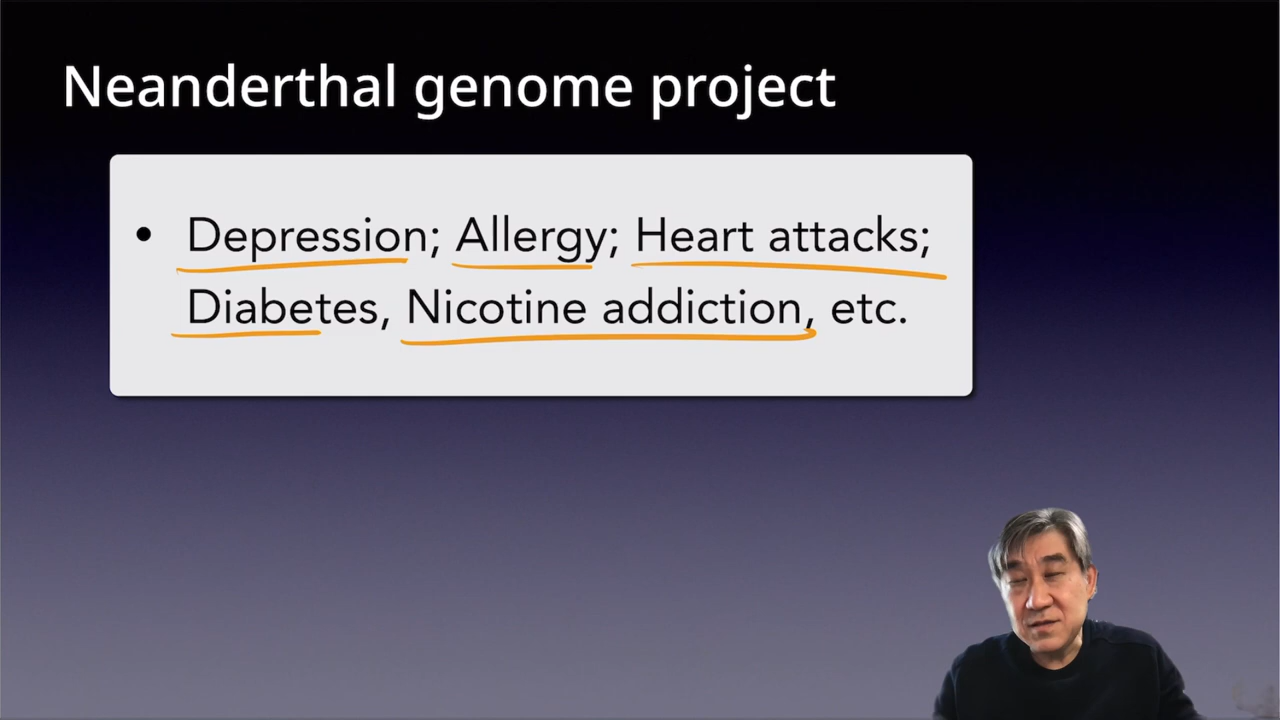 Neanderthal genome project
• Depression; Allergy; Heart attacks;
Diabetes, Nicotine addiction, etc.